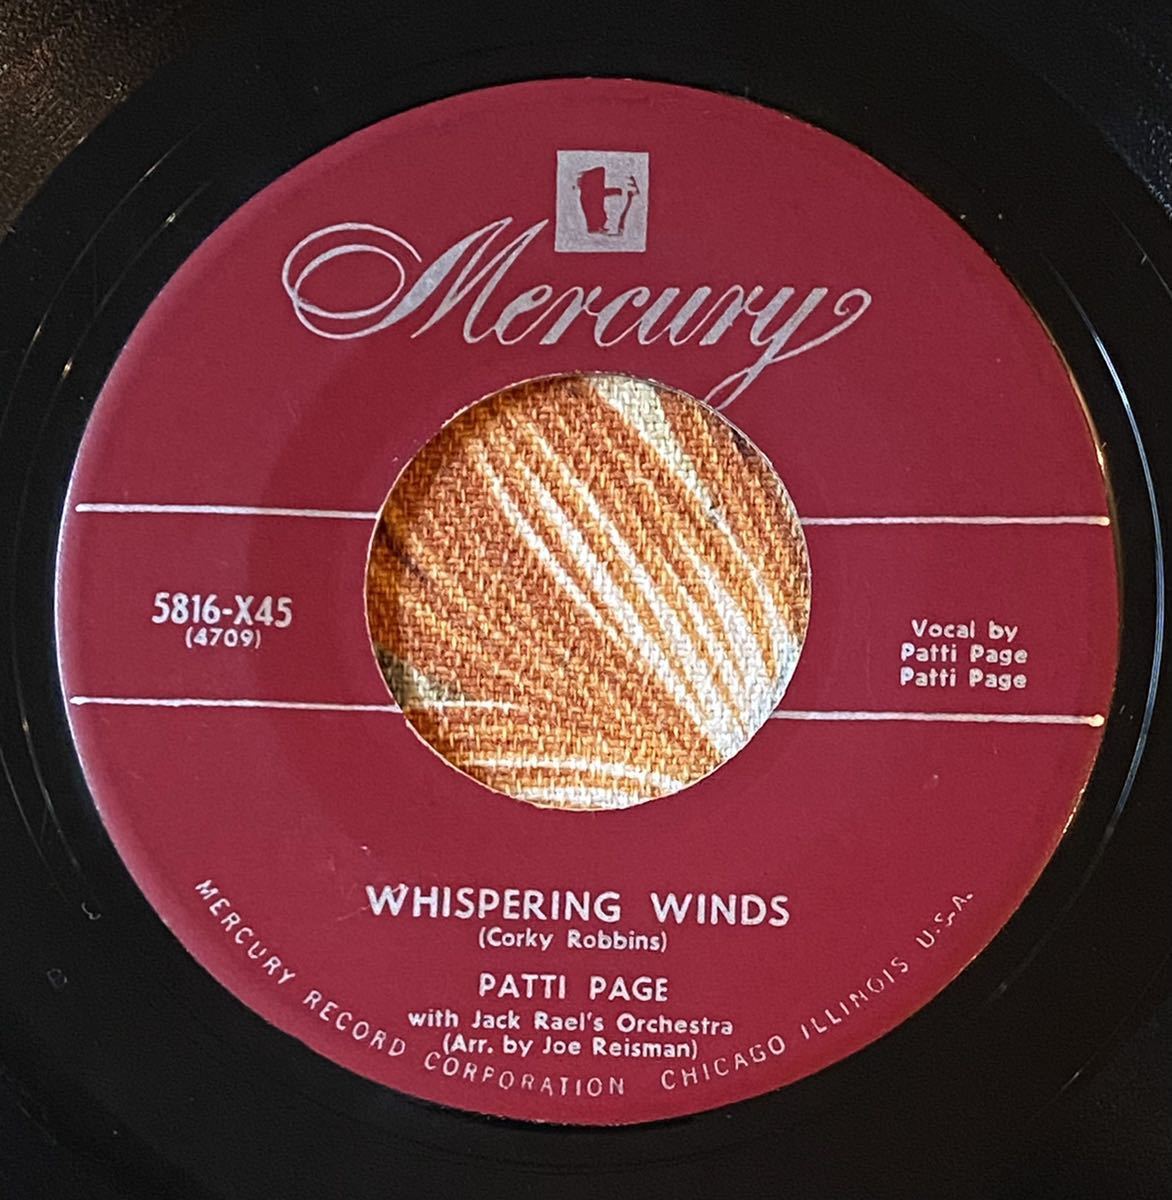 Mercury
5816-X45
(4709)
Vocal by
Patti Page
Patti Page
WHISPERING WINDS
(Corky Robbins)
PATTI PAGE
with Jack Rael's Orchestra
(Arr. by Joe Reisman)
MERCURY RECORD CORPORATION CHICAGO ILLINOIS U.S.A.